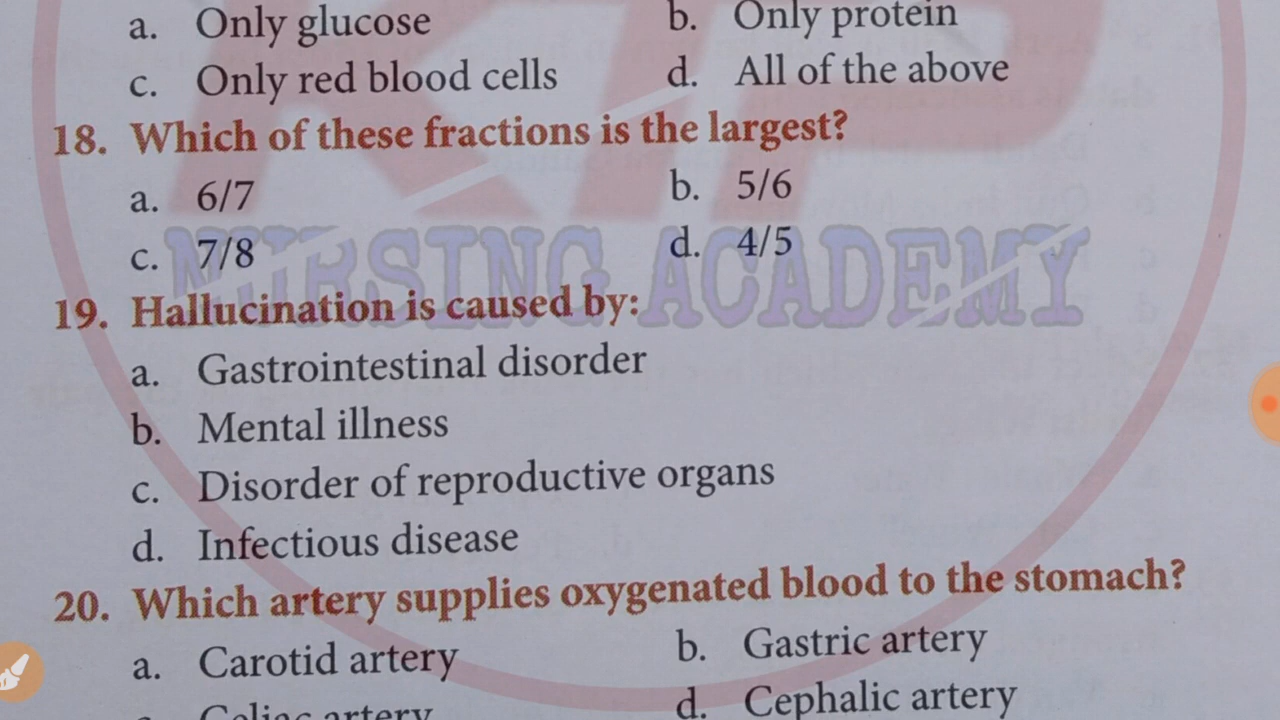 a. Only glucose b. Only protein
c. Only red blood cells d. All of the above
18. Which of these fractions is the largest?
a. 6/7 b. 5/6
c. 7/8 d. 4/5
NURSING ACADEMY
19. Hallucination is caused by:
a. Gastrointestinal disorder
b. Mental illness
c. Disorder of reproductive organs
d. Infectious disease
20. Which artery supplies oxygenated blood to the stomach?
a. Carotid artery b. Gastric artery
Celiac artery d. Cephalic artery